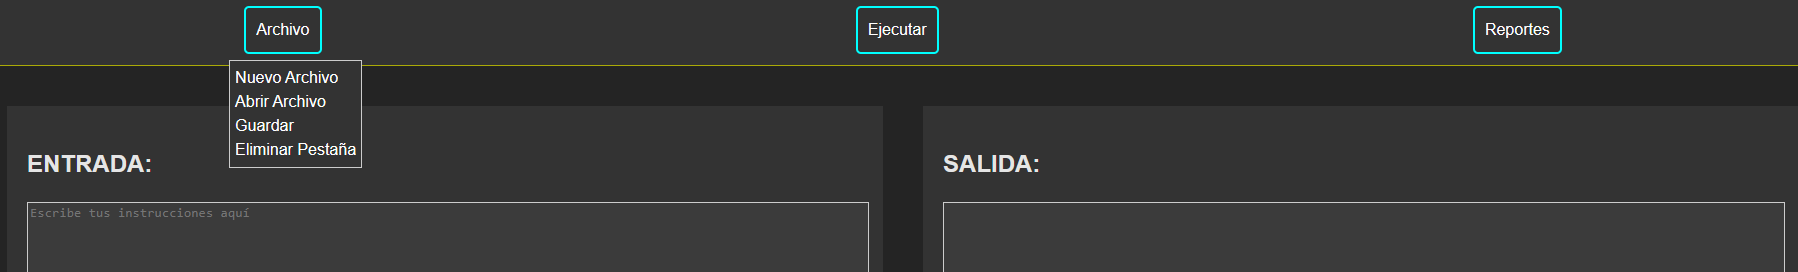 Archivo
Ejecutar
Reportes
Nuevo Archivo
Abrir Archivo
Guardar
Eliminar Pestaña
ENTRADA:
SALIDA:
Escribe tus instrucciones aquí